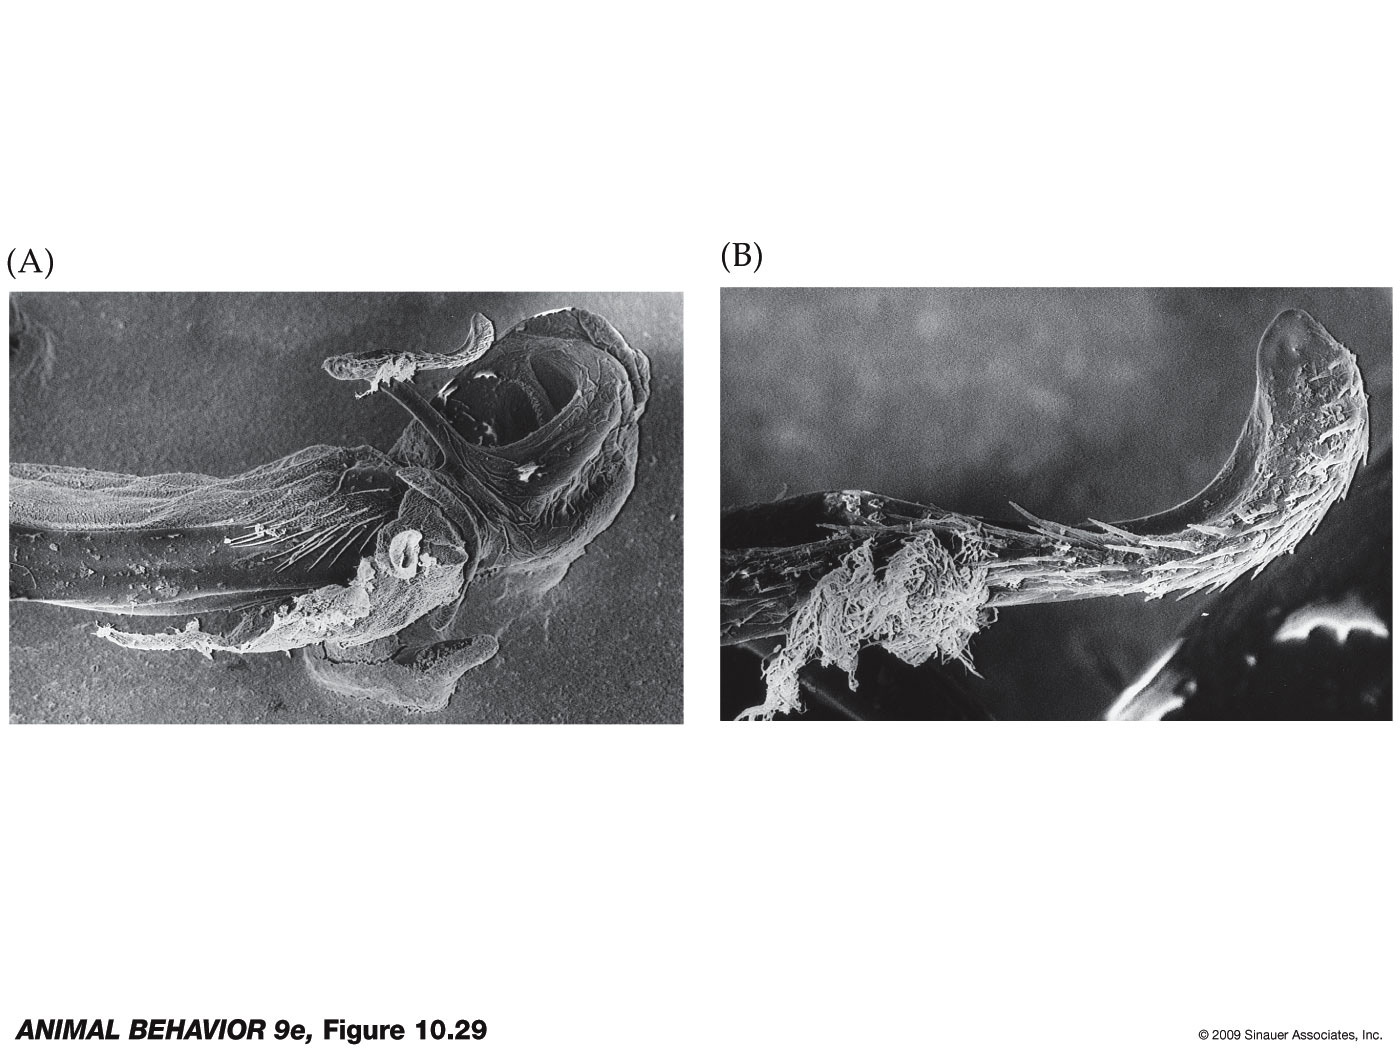 (A)
(B)
ANIMAL BEHAVIOR 9e, Figure 10.29
© 2009 Sinauer Associates, Inc.